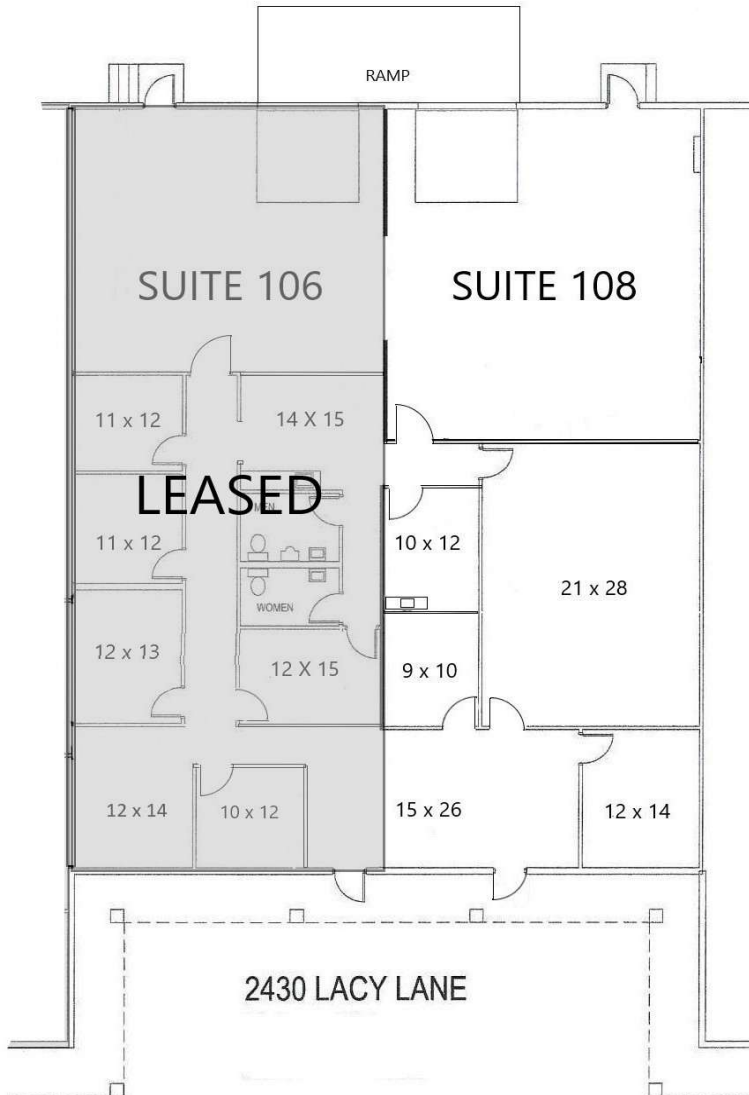 RAMP
SUITE 106
SUITE 108
11 x 12
14 X 15
LEASED
MEN
11 x 12
10 x 12
21 x 28
WOMEN
12 x 13
12 X 15
9 x 10
12 x 14
10 x 12
15 x 26
12 x 14
2430 LACY LANE